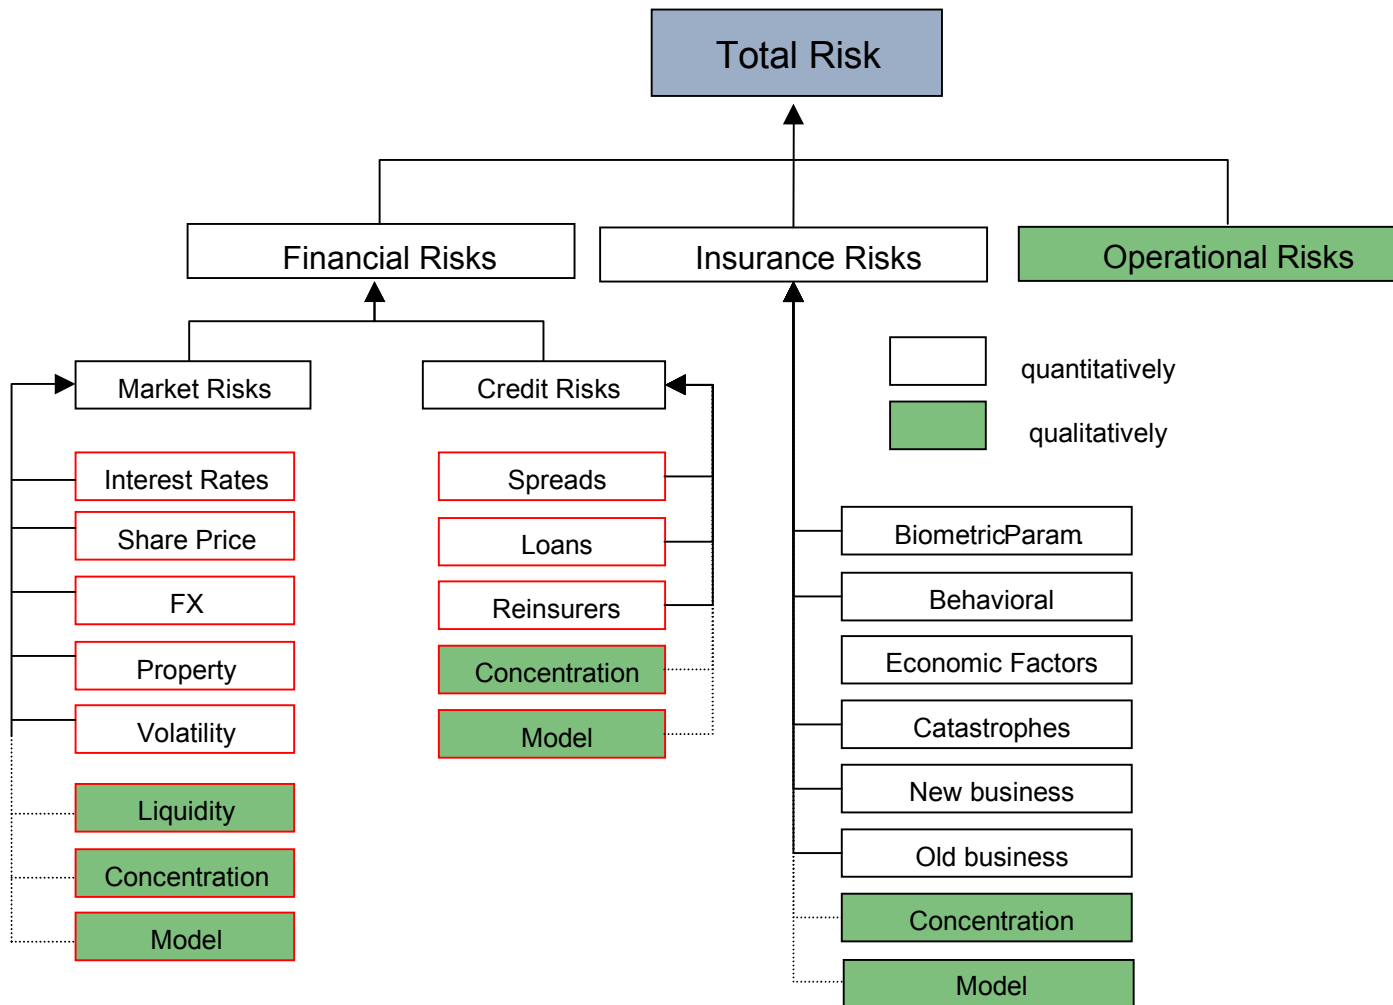 Total Risk
Financial Risks
Insurance Risks
Operational Risks
Market Risks
Credit Risks
quantitatively
qualitatively
Interest Rates
Share Price
FX
Property
Volatility
Liquidity
Concentration
Model
Spreads
Loans
Reinsurers
Concentration
Model
BiometricParam.
Behavioral
Economic Factors
Catastrophes
New business
Old business
Concentration
Model